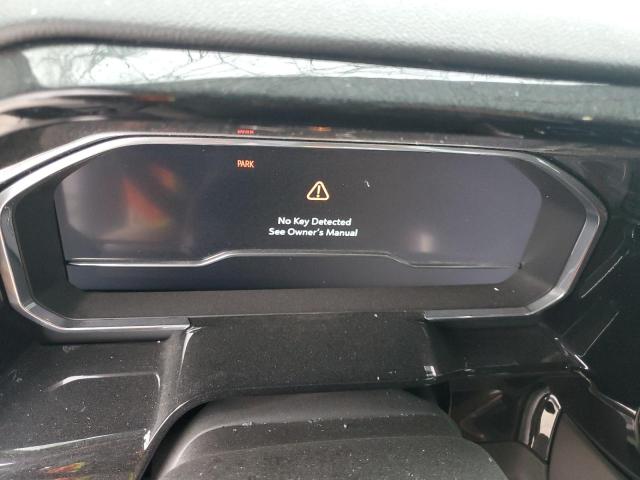 PARK
No Key Detected
See Owner's Manual